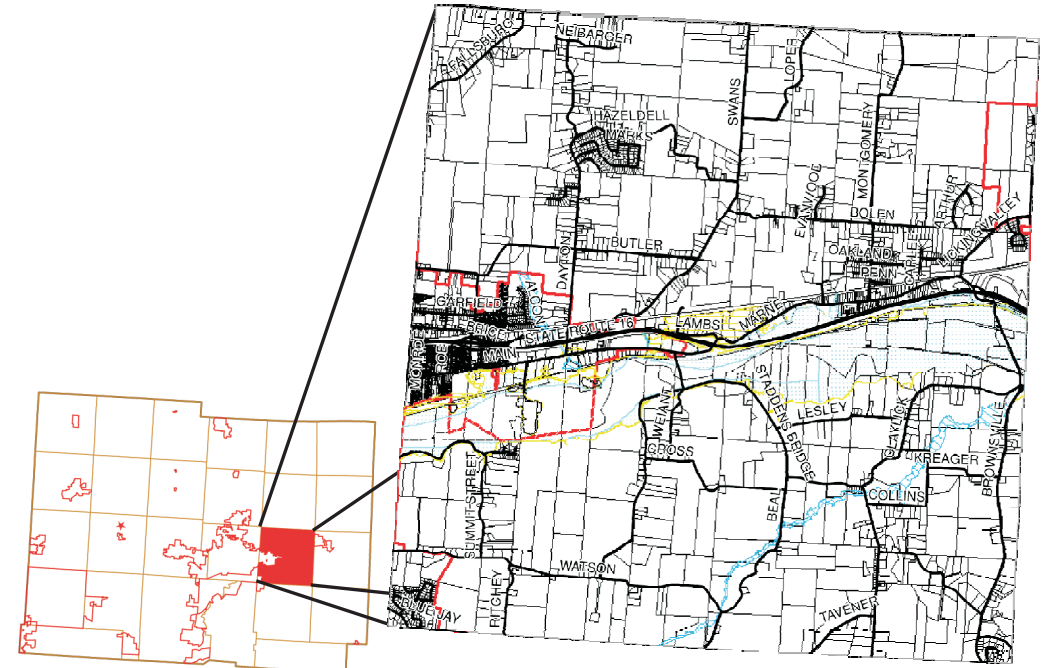 FALLSBURG
NEIBARGER
LOPER
SWANS
HAZELDELL
MARKS
MONTGOMERY
EVANWOOD
ARTHUR
BOLEN
LICKING VALLEY
DAYTON
BUTLER
OAKLAND
PENN
GARFIELD
BRICE
STATE ROUTE 16
LAMBS
MARNE
MAIN
MONROE
STADDENS BRIDGE
LESLEY
WEIANT
CLAYLICK
BROWNSVILLE
CROSS
KREAGER
SUMMIT STREET
BEAL
COLLINS
WATSON
RITCHEY
BLUE JAY
TAVENER